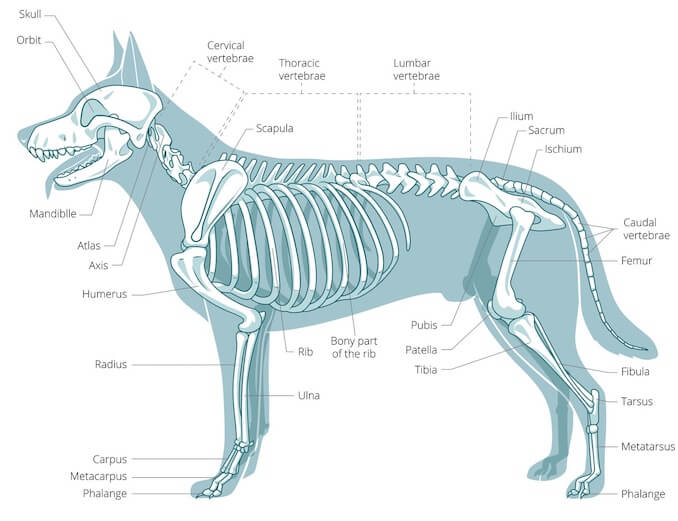 Skull
Orbit
Cervical
vertebrae
Thoracic
vertebrae
Lumbar
vertebrae
Scapula
Ilium
Sacrum
Ischium
Mandiblle
Atlas
Axis
Humerus
Caudal
vertebrae
Femur
Pubis
Patella
Tibia
Rib
Bony part
of the rib
Radius
Ulna
Fibula
Tarsus
Metatarsus
Carpus
Metacarpus
Phalange
Phalange